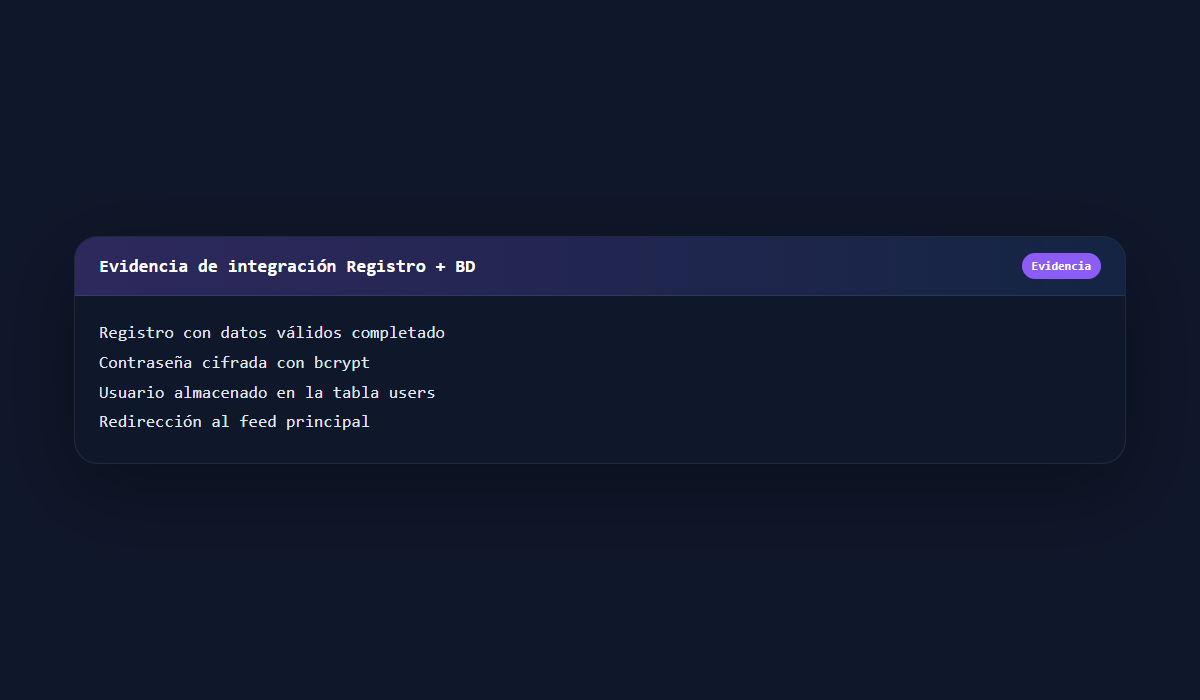 Evidencia de integración Registro + BD
Evidencia
Registro con datos válidos completado
Contraseña cifrada con bcrypt
Usuario almacenado en la tabla users
Redirección al feed principal